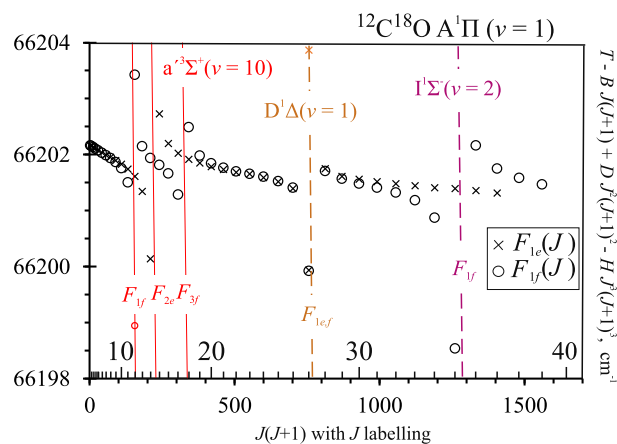 ¹²C¹⁸O A¹Π (v = 1)
66204
66202
66200
66198
a′³Σ⁺(v = 10)
D¹Δ(v = 1)
I¹Σ⁻(v = 2)
× F₁ₑ(J)
○ F₁f(J)
F₁f
F₂ₑ
F₃f
F₁ₑ,f
F₁f
10 20 30 40
0 500 1000 1500
J(J+1) with J labelling
T - B J(J+1) + D J²(J+1)² - H J³(J+1)³, cm⁻¹